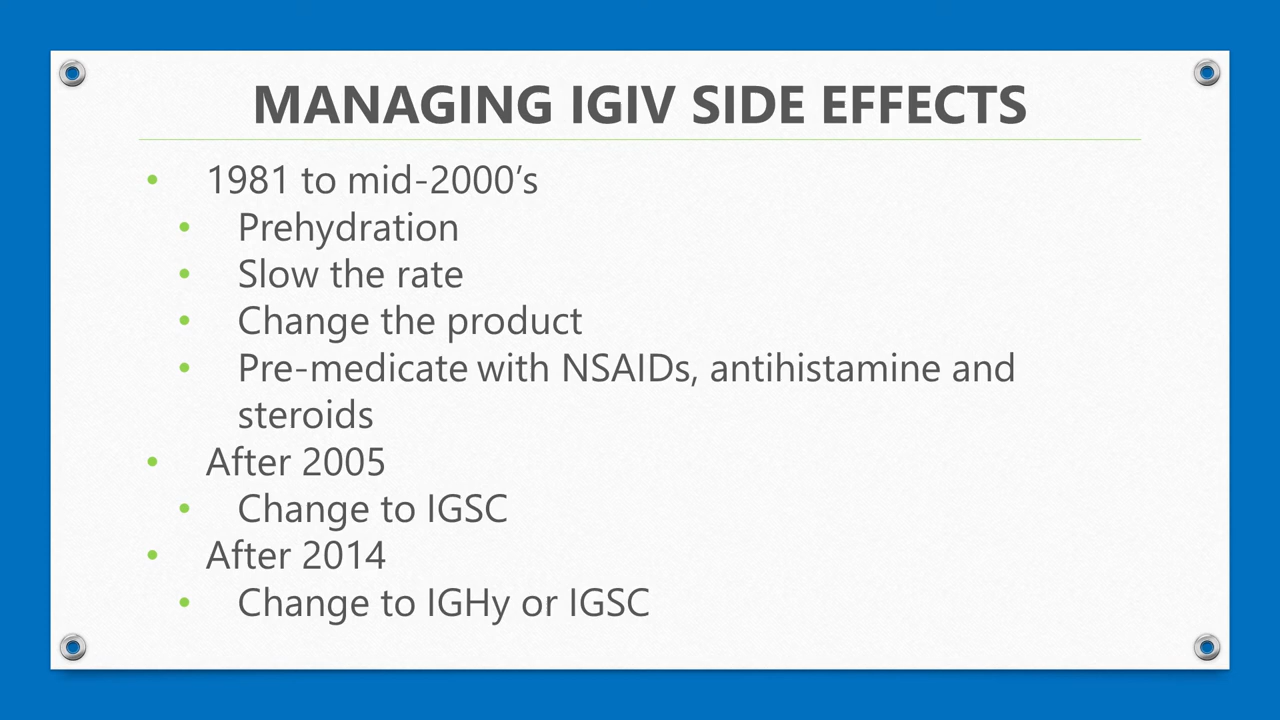 MANAGING IGIV SIDE EFFECTS
• 1981 to mid-2000’s
• Prehydration
• Slow the rate
• Change the product
• Pre-medicate with NSAIDs, antihistamine and
steroids
• After 2005
• Change to IGSC
• After 2014
• Change to IGHy or IGSC